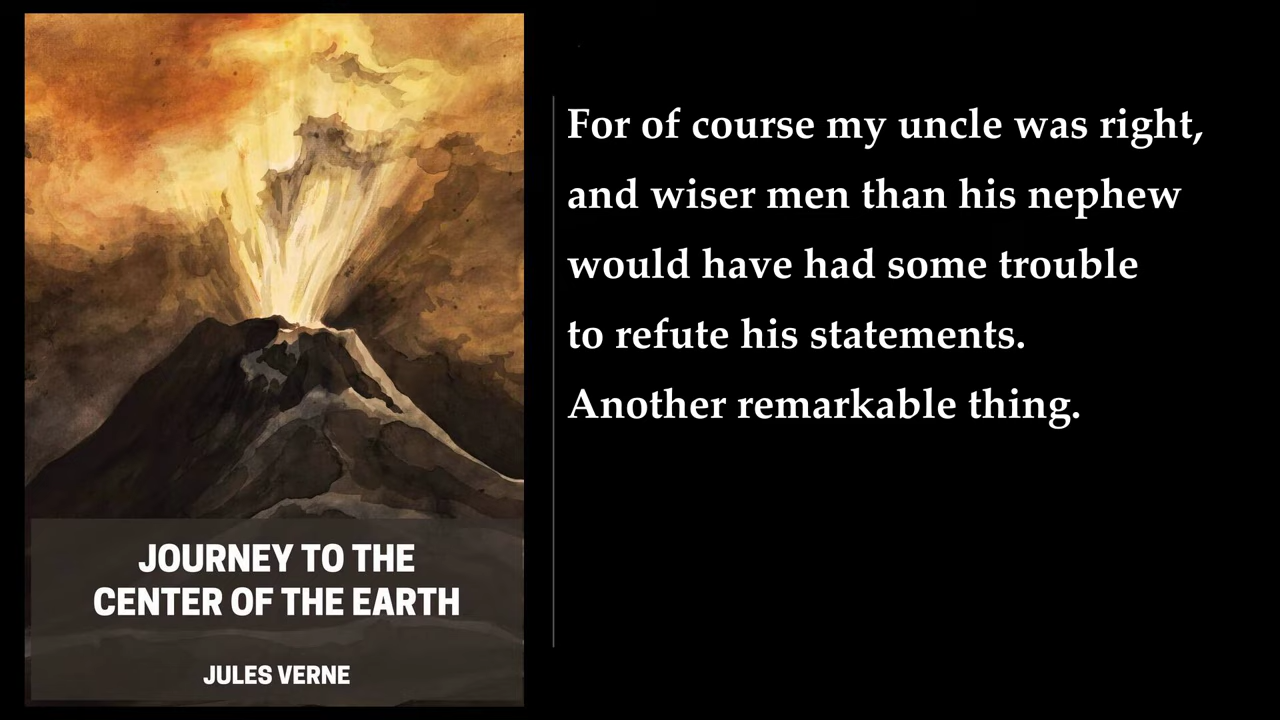 JOURNEY TO THE
CENTER OF THE EARTH
JULES VERNE
For of course my uncle was right,
and wiser men than his nephew
would have had some trouble
to refute his statements.
Another remarkable thing.